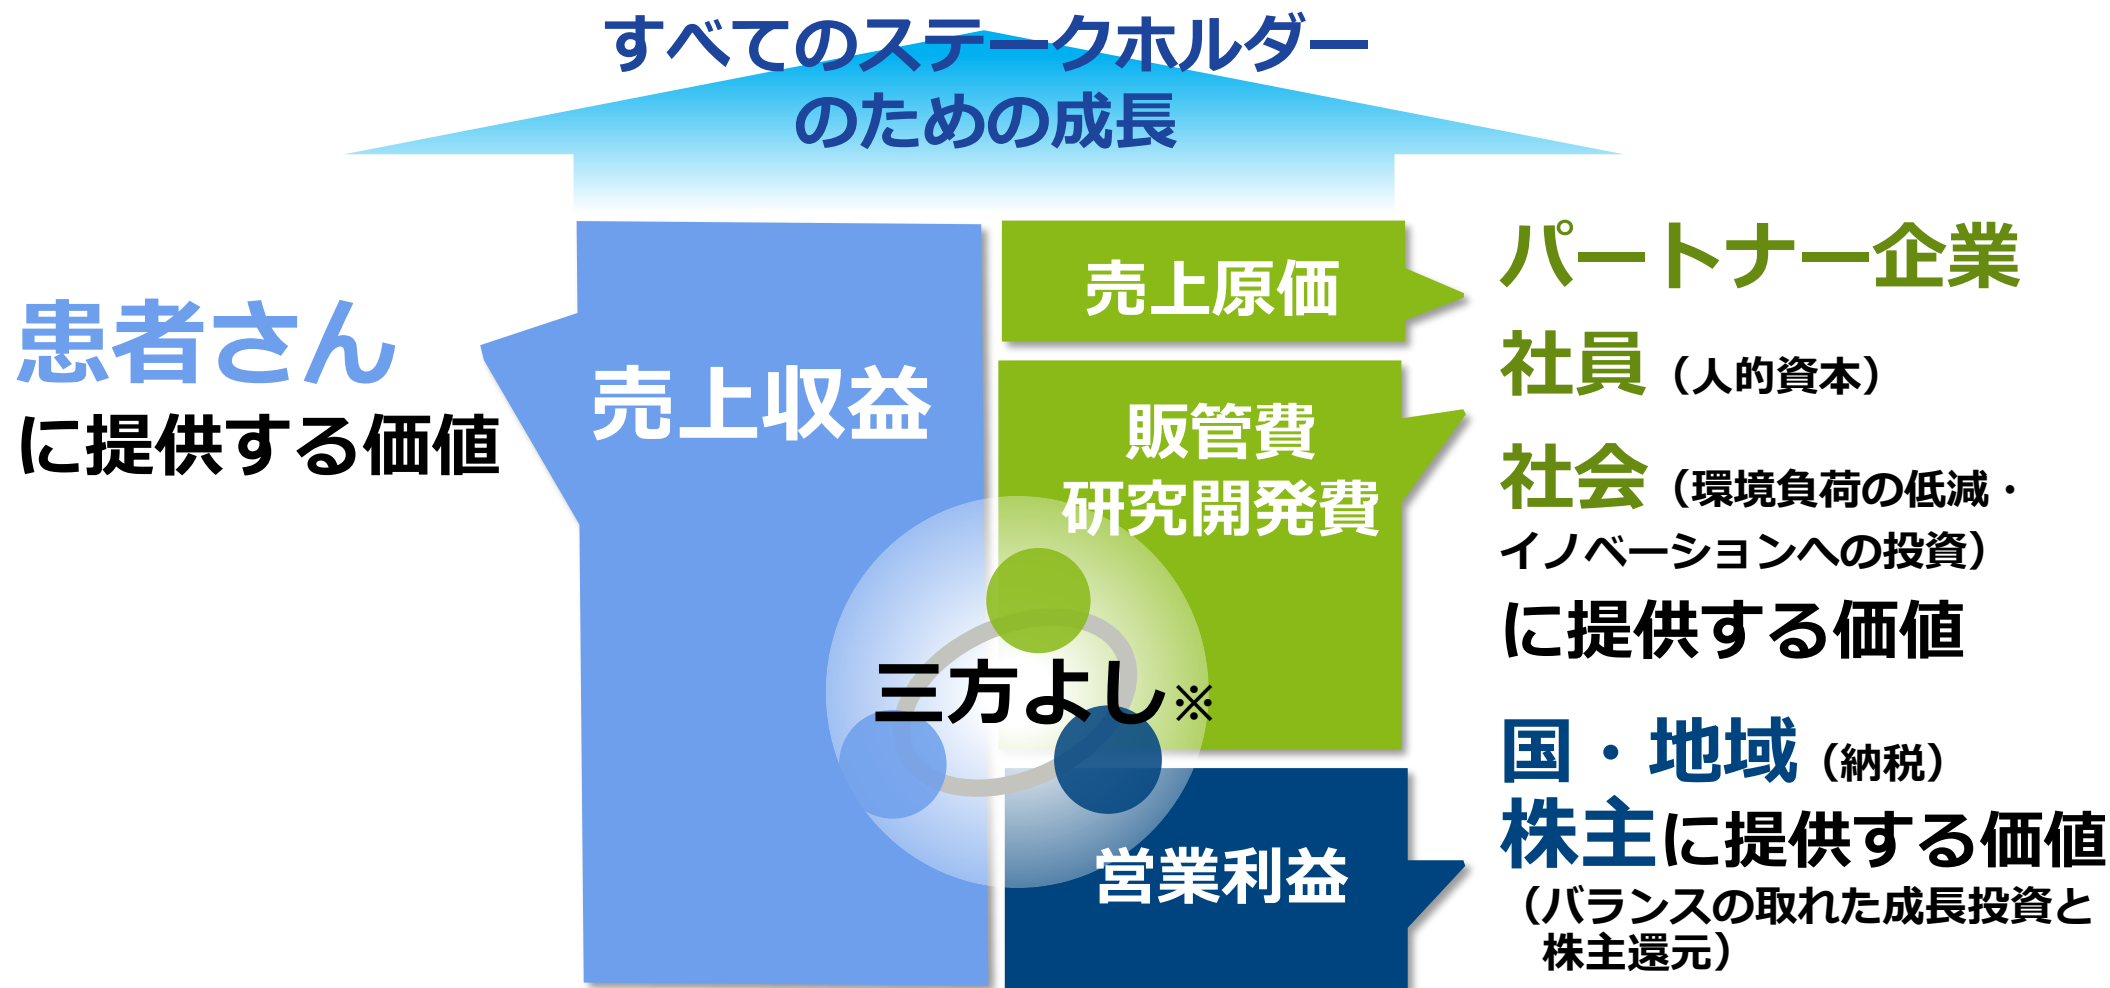 すべてのステークホルダー
のための成長
患者さん
に提供する価値
売上収益
売上原価
販管費
研究開発費
三方よし※
営業利益
パートナー企業
社員（人的資本）
社会（環境負荷の低減・
イノベーションへの投資）
に提供する価値
国・地域（納税）
株主に提供する価値
（バランスの取れた成長投資と
株主還元）